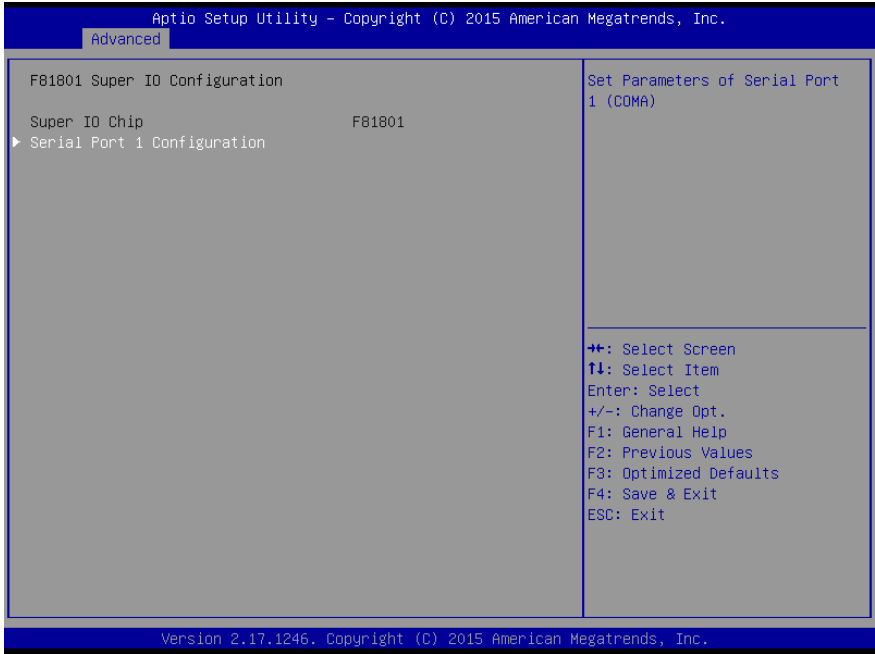 Aptio Setup Utility – Copyright (C) 2015 American Megatrends, Inc.
Advanced
F81801 Super IO Configuration
Super IO Chip F81801
▶ Serial Port 1 Configuration
Set Parameters of Serial Port
1 (COMA)
→←: Select Screen
↑↓: Select Item
Enter: Select
+/-: Change Opt.
F1: General Help
F2: Previous Values
F3: Optimized Defaults
F4: Save & Exit
ESC: Exit
Version 2.17.1246. Copyright (C) 2015 American Megatrends, Inc.